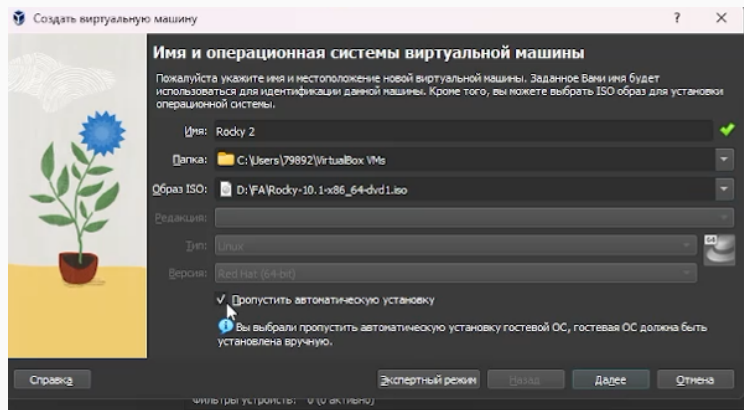 Создать виртуальную машину
Имя и операционная системы виртуальной машины
Пожалуйста укажите имя и местоположение новой виртуальной машины. Заданное Вами имя будет
использоваться для идентификации данной машины. Кроме того, вы можете выбрать ISO образ для установки
операционной системы.
Имя: Rocky 2
Папка: C:\Users\79892\VirtualBox VMs
Образ ISO: D:\FA\Rocky-10.1-x86_64-dvd1.iso
Редакция:
Тип: Linux
64
Версия: Red Hat (64-bit)
Пропустить автоматическую установку
Вы выбрали пропустить автоматическую установку гостевой ОС, гостевая ОС должна быть
установлена вручную.
Справка Экспертный режим Назад Далее Отмена
Фильтры устройств: 0 (0 активно)